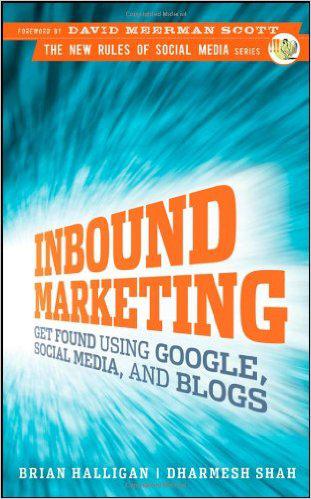 FOREWORD BY DAVID MEERMAN SCOTT
THE NEW RULES OF SOCIAL MEDIA SERIES
INBOUND
MARKETING
GET FOUND USING GOOGLE,
SOCIAL MEDIA, AND BLOGS
BRIAN HALLIGAN | DHARMESH SHAH